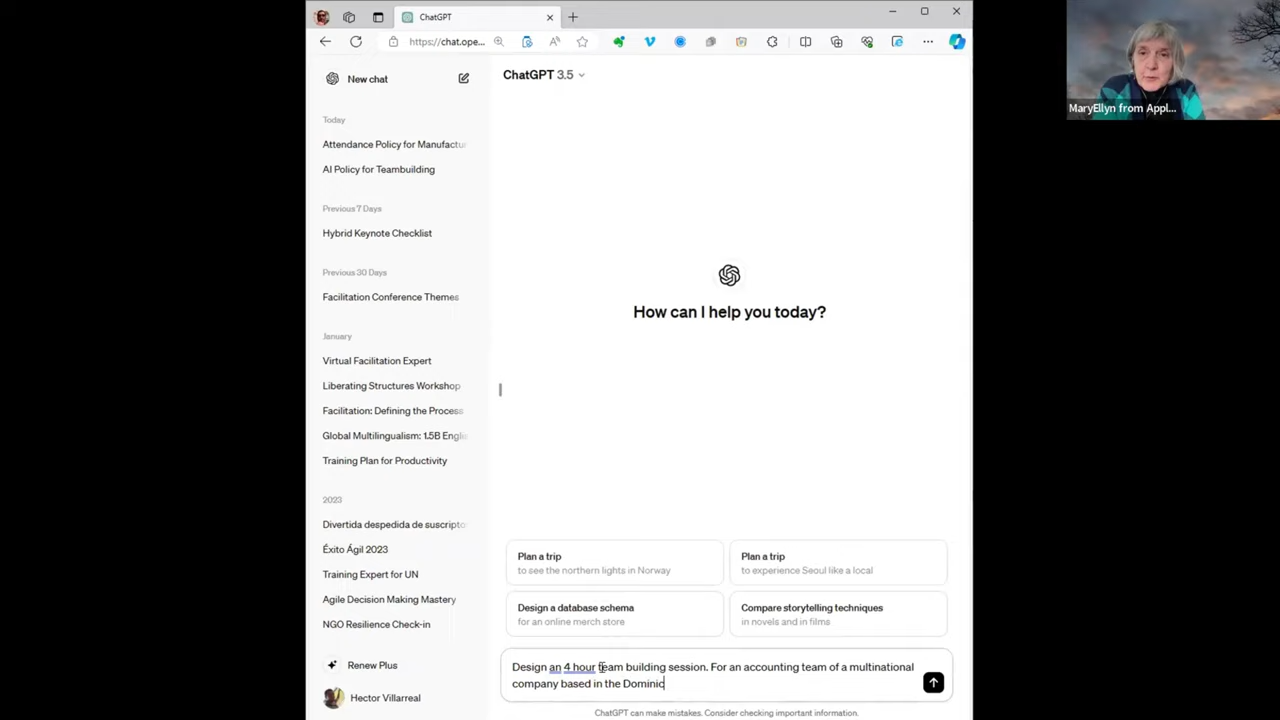 ChatGPT
https://chat.ope...
New chat
Today
Attendance Policy for Manufactu
AI Policy for Teambuilding
Previous 7 Days
Hybrid Keynote Checklist
Previous 30 Days
Facilitation Conference Themes
January
Virtual Facilitation Expert
Liberating Structures Workshop
Facilitation: Defining the Process
Global Multilingualism: 1.5B Engli
Training Plan for Productivity
2023
Divertida despedida de suscripto
Éxito Ágil 2023
Training Expert for UN
Agile Decision Making Mastery
NGO Resilience Check-in
Renew Plus
Hector Villarreal
ChatGPT 3.5
How can I help you today?
Plan a trip
to see the northern lights in Norway
Plan a trip
to experience Seoul like a local
Design a database schema
for an online merch store
Compare storytelling techniques
in novels and in films
Design an 4 hour team building session. For an accounting team of a multinational
company based in the Dominic
ChatGPT can make mistakes. Consider checking important information.
MaryEllyn from Appl...